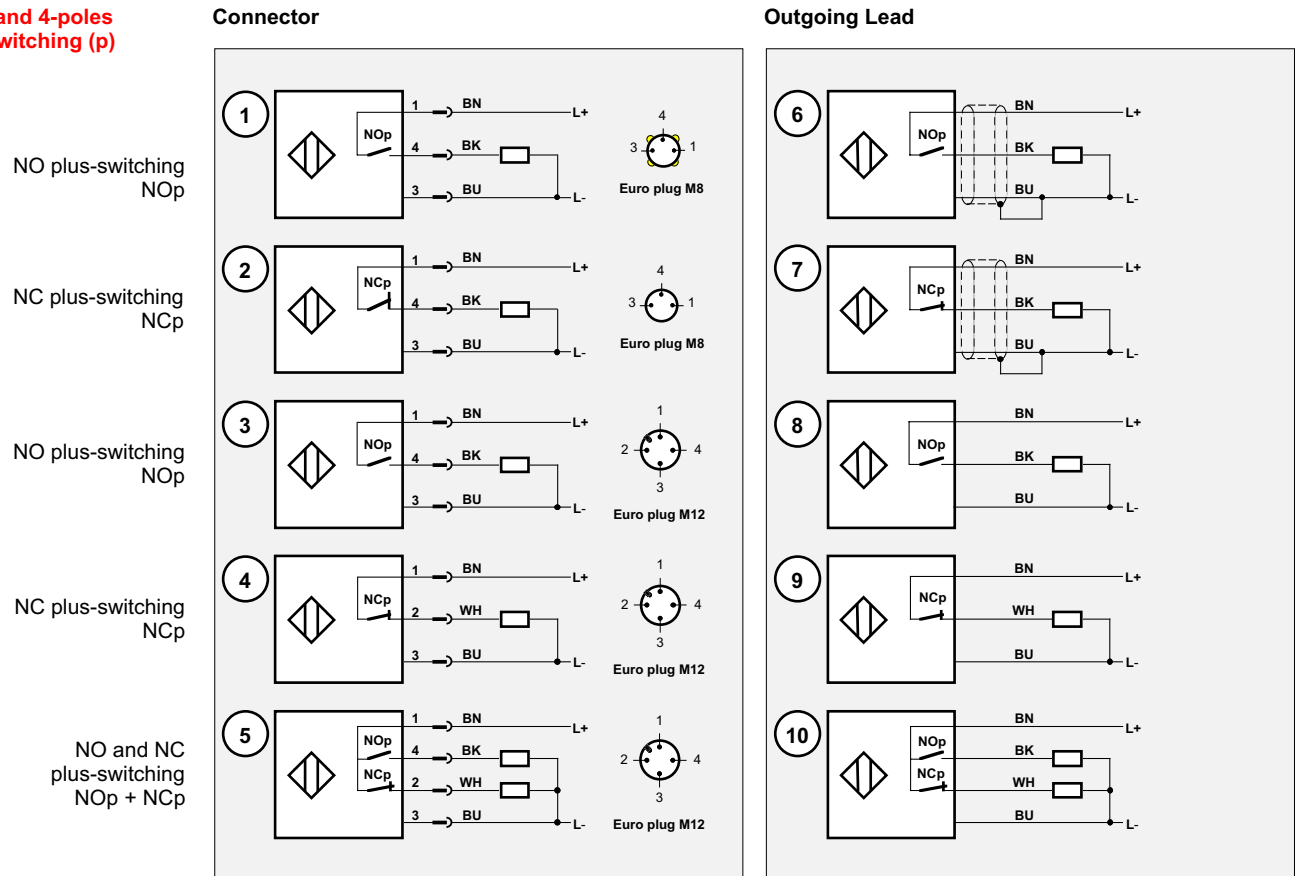 and 4-poles
witching (p)
Connector
Outgoing Lead
NO plus-switching
NOp
1
NOp
1 BN
L+
4 BK
3 BU
L-
4
3 1
Euro plug M8
6
NOp
BN
L+
BK
BU
L-
NC plus-switching
NCp
2
NCp
1 BN
L+
4 BK
3 BU
L-
4
3 1
Euro plug M8
7
NCp
BN
L+
BK
BU
L-
NO plus-switching
NOp
3
NOp
1 BN
L+
4 BK
3 BU
L-
1
2 4
3
Euro plug M12
8
NOp
BN
L+
BK
BU
L-
NC plus-switching
NCp
4
NCp
1 BN
L+
2 WH
3 BU
L-
1
2 4
3
Euro plug M12
9
NCp
BN
L+
WH
BU
L-
NO and NC
plus-switching
NOp + NCp
5
NOp
NCp
1 BN
L+
4 BK
2 WH
3 BU
L-
1
2 4
3
Euro plug M12
10
NOp
NCp
BN
L+
BK
WH
BU
L-